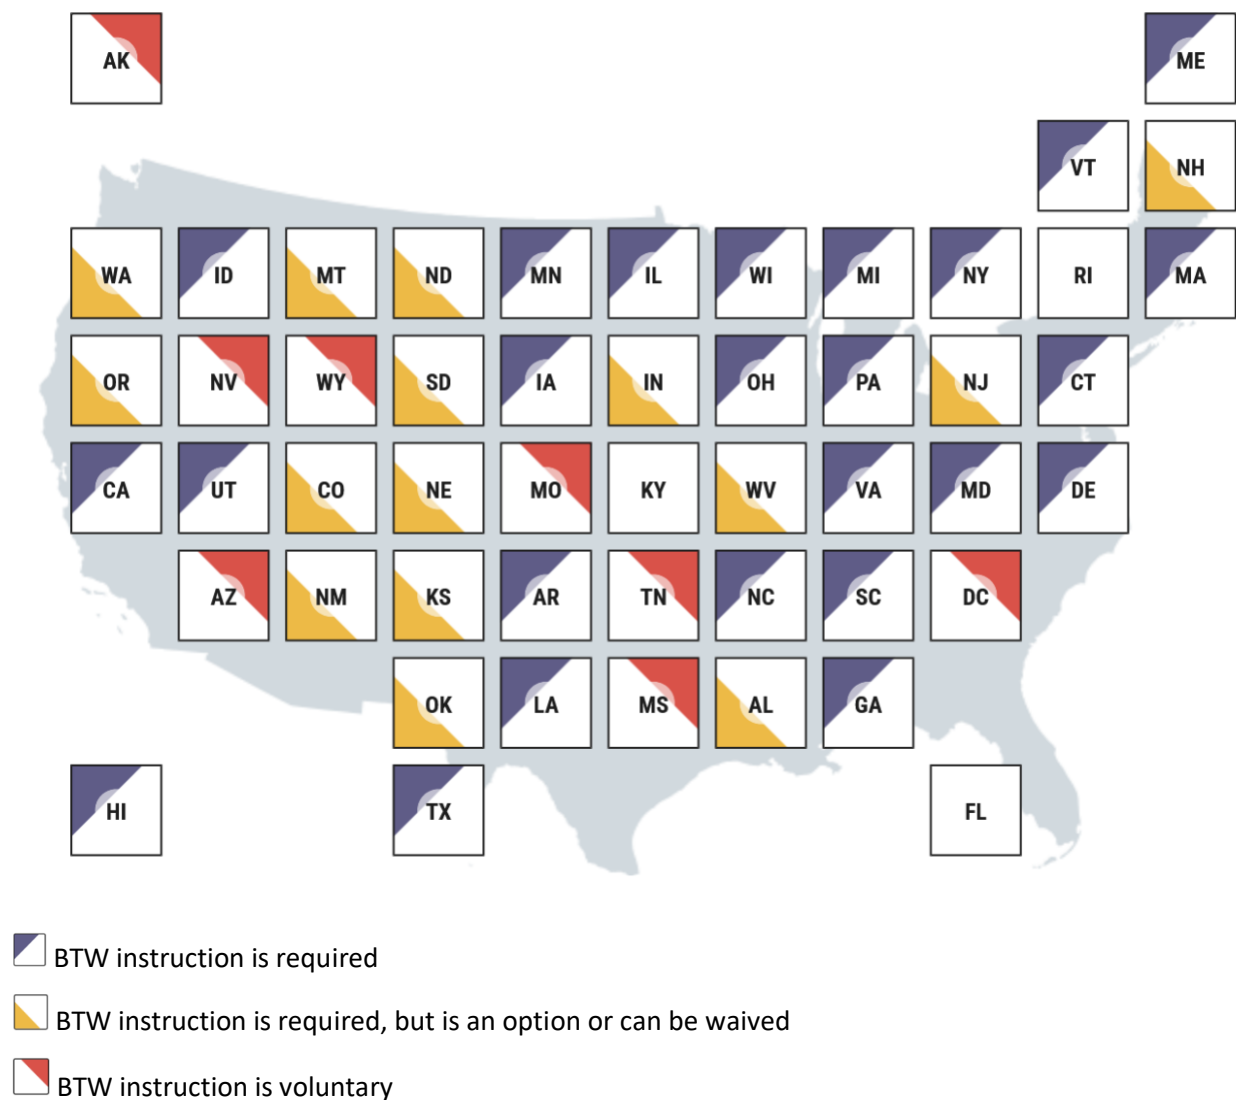 AK ME
VT NH
WA ID MT ND MN IL WI MI NY RI MA
OR NV WY SD IA IN OH PA NJ CT
CA UT CO NE MO KY WV VA MD DE
AZ NM KS AR TN NC SC DC
OK LA MS AL GA
HI TX FL
BTW instruction is required
BTW instruction is required, but is an option or can be waived
BTW instruction is voluntary